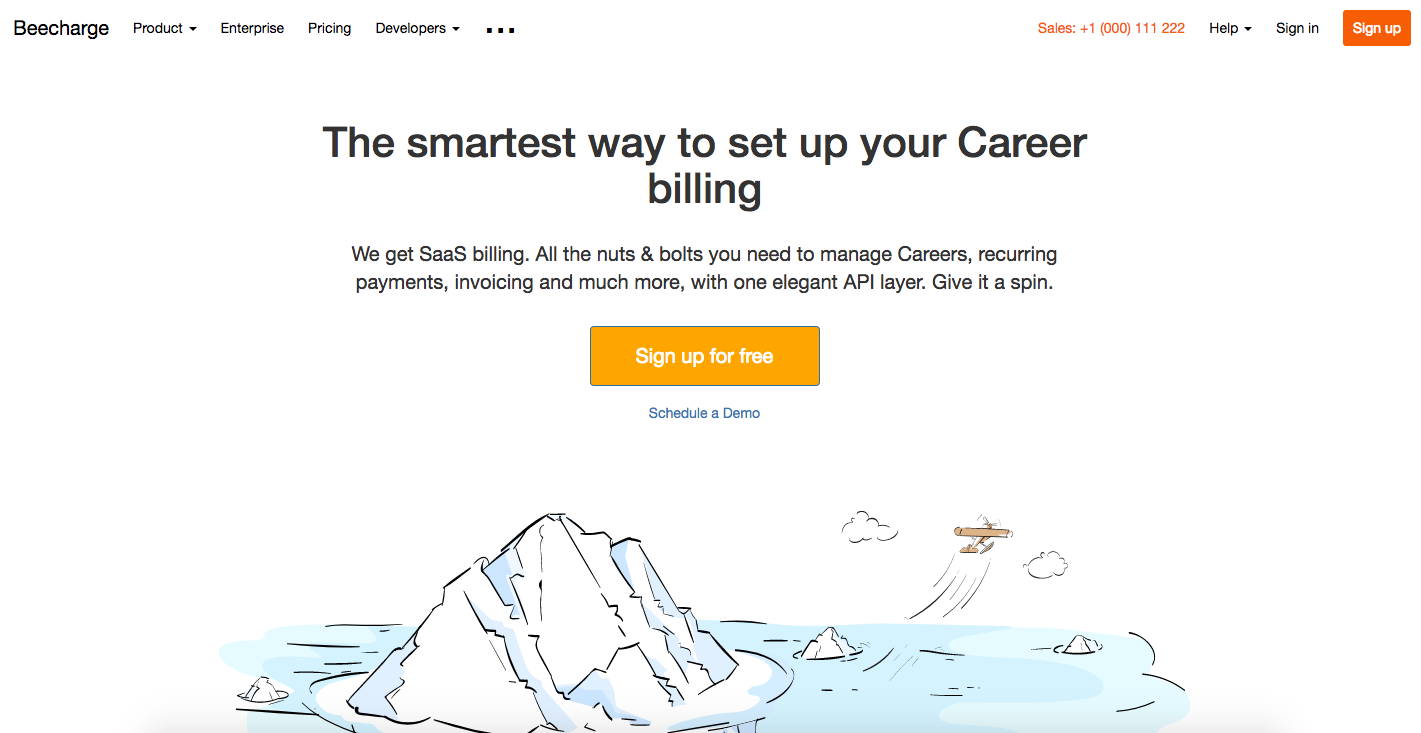 Beecharge Product Enterprise Pricing Developers ... Sales: +1 (000) 111 222 Help Sign in Sign up
The smartest way to set up your Career
billing
We get SaaS billing. All the nuts & bolts you need to manage Careers, recurring
payments, invoicing and much more, with one elegant API layer. Give it a spin.
Sign up for free
Schedule a Demo